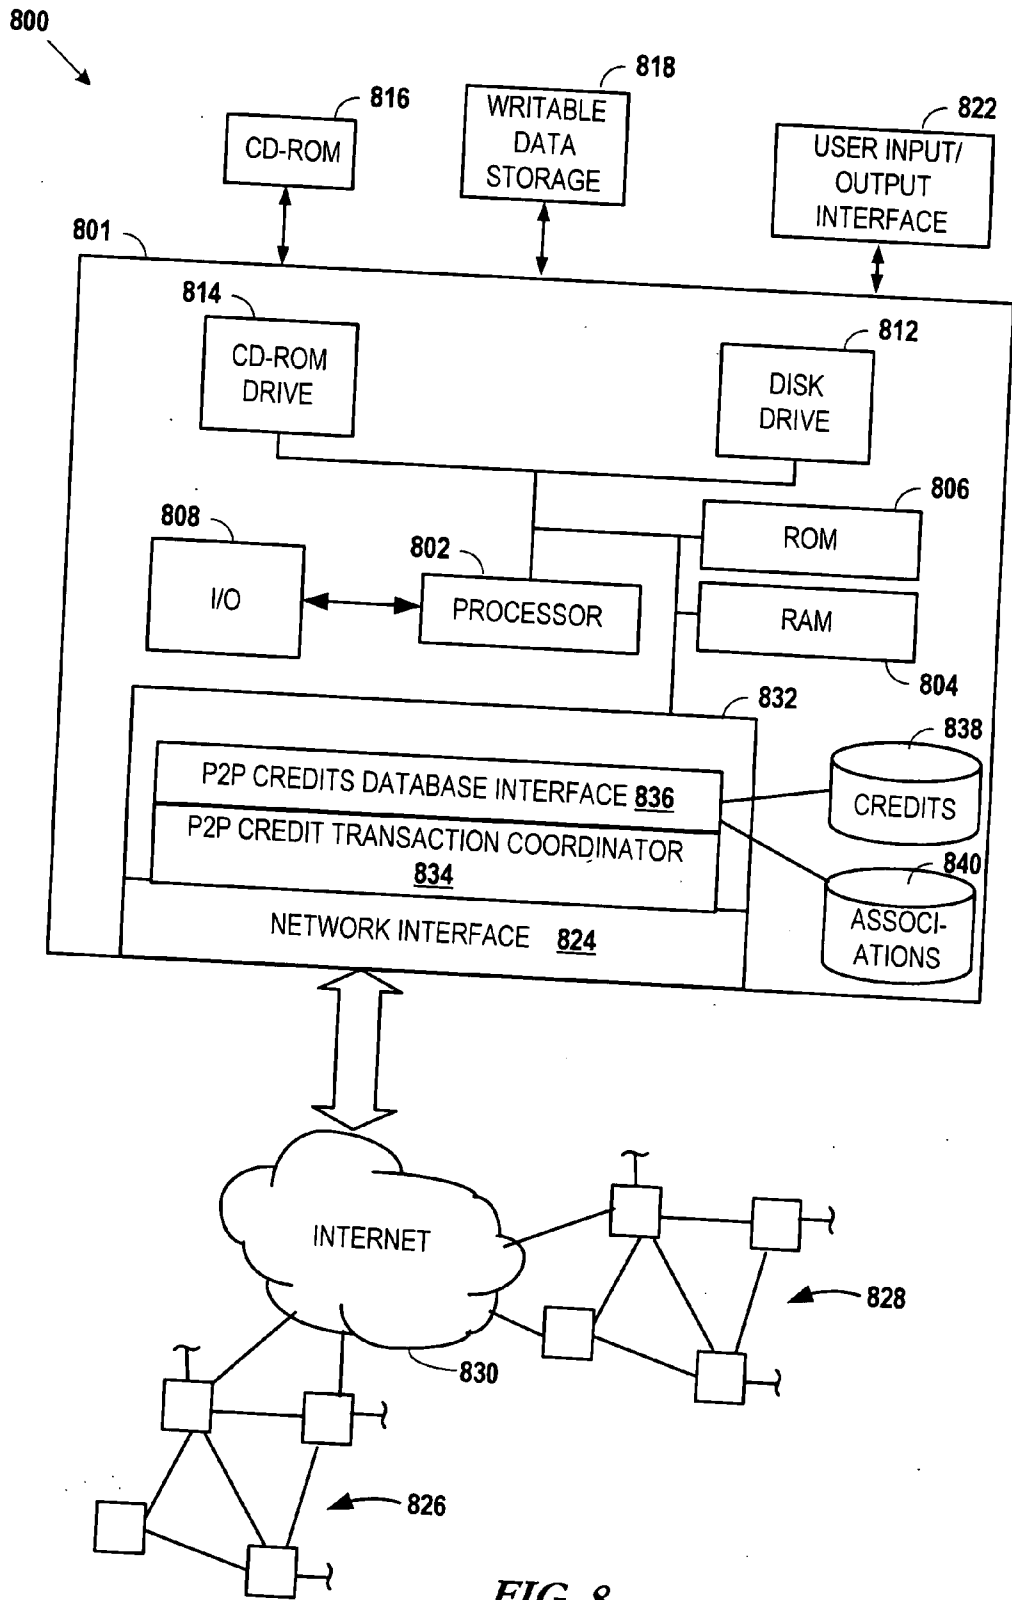 800
816
CD-ROM
818
WRITABLE
DATA
STORAGE
822
USER INPUT/
OUTPUT
INTERFACE
801
814
CD-ROM
DRIVE
812
DISK
DRIVE
806
ROM
808
I/O
802
PROCESSOR
RAM
804
832
P2P CREDITS DATABASE INTERFACE 836
P2P CREDIT TRANSACTION COORDINATOR
834
NETWORK INTERFACE 824
838
CREDITS
840
ASSOCI-
ATIONS
INTERNET
830
828
826
FIG. 8